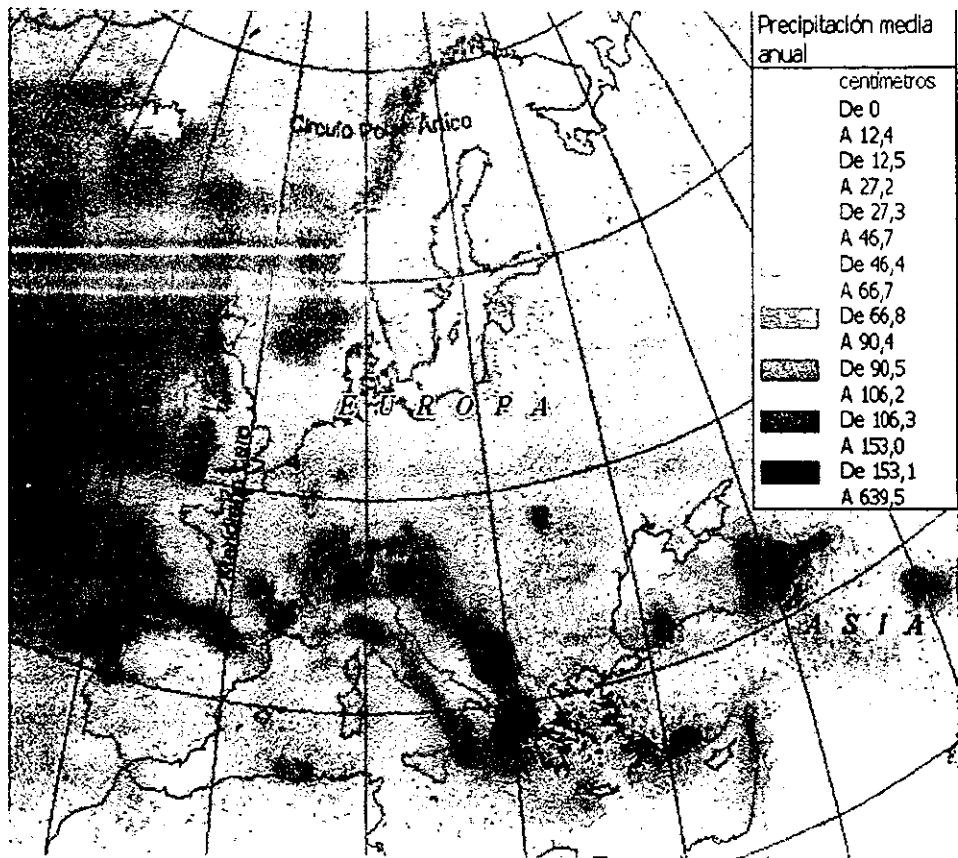 Precipitación media
anual
centímetros
De 0
A 12,4
De 12,5
A 27,2
De 27,3
A 46,7
De 46,4
A 66,7
De 66,8
A 90,4
De 90,5
A 106,2
De 106,3
A 153,0
De 153,1
A 639,5
Círculo Polar Ártico
EUROPA
Meridiano Cero
ASIA